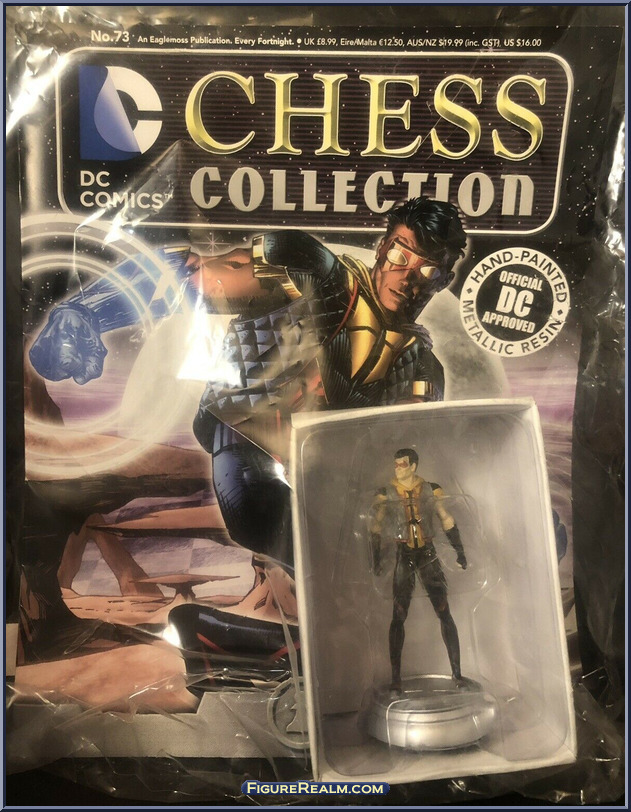 No.73 An Eaglemoss Publication. Every Fortnight. • UK £8.99, Eire/Malta €12.50, AUS/NZ $19.99 (inc. GST), US $16.00
DC
DC
COMICS™
CHESS
COLLECTION
• HAND-PAINTED •
OFFICIAL
DC
APPROVED
METALLIC RESIN
FIGUREREALM.COM